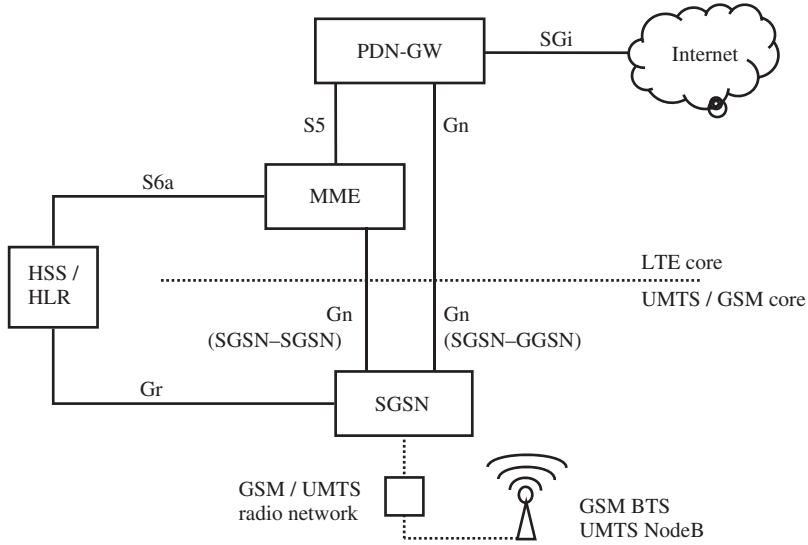 PDN-GW
SGi
Internet
S5
Gn
S6a
MME
HSS /
HLR
LTE core
UMTS / GSM core
Gn
(SGSN–SGSN)
Gn
(SGSN–GGSN)
Gr
SGSN
GSM / UMTS
radio network
GSM BTS
UMTS NodeB